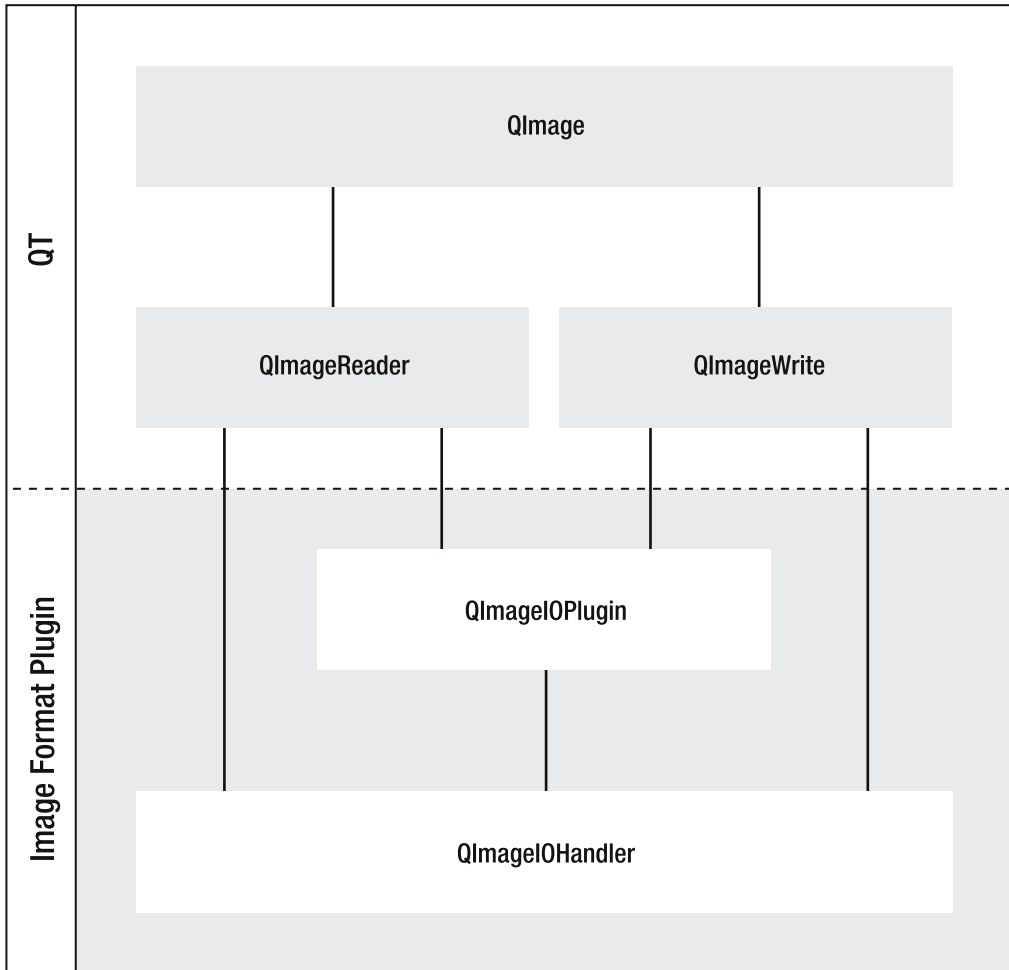 QT
QImage
QImageReader
QImageWrite
Image Format Plugin
QImageIOPlugin
QImageIOHandler